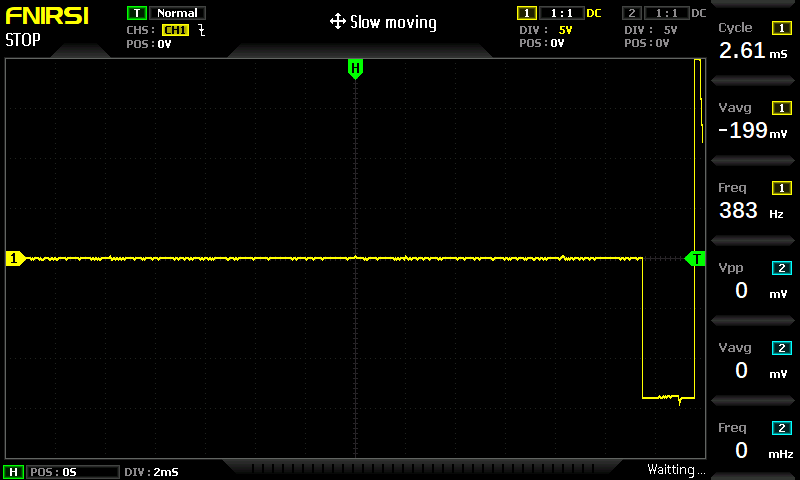 FNIRSI
STOP
T Normal
CHS: CH1
POS: 0V
Slow moving
1 1:1 DC
DIV: 5V
POS: 0V
2 1:1 DC
DIV: 5V
POS: 0V
H
1
T
Cycle 1
2.61 mS
Vavg 1
-199 mV
Freq 1
383 Hz
Vpp 2
0 mV
Vavg 2
0 mV
Freq 2
0 mHz
H POS: 0S DIV: 2mS
Waitting...